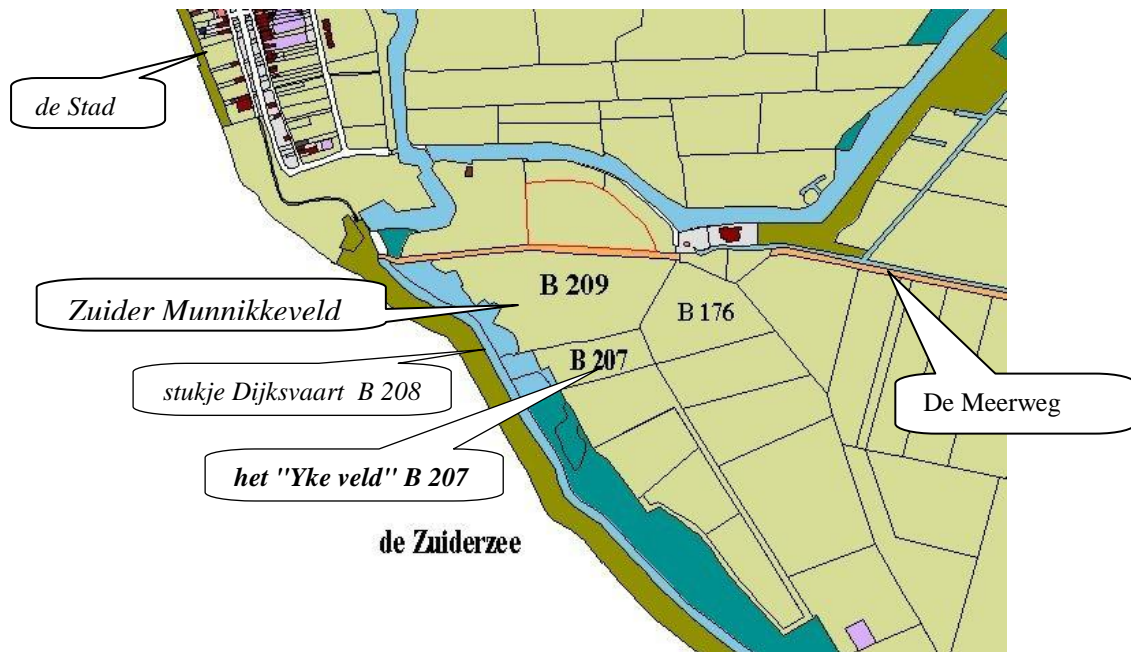 de Stad
B 209
Zuider Munnikkeveld
B 176
B 207
stukje Dijksvaart B 208
De Meerweg
het "Yke veld" B 207
de Zuiderzee